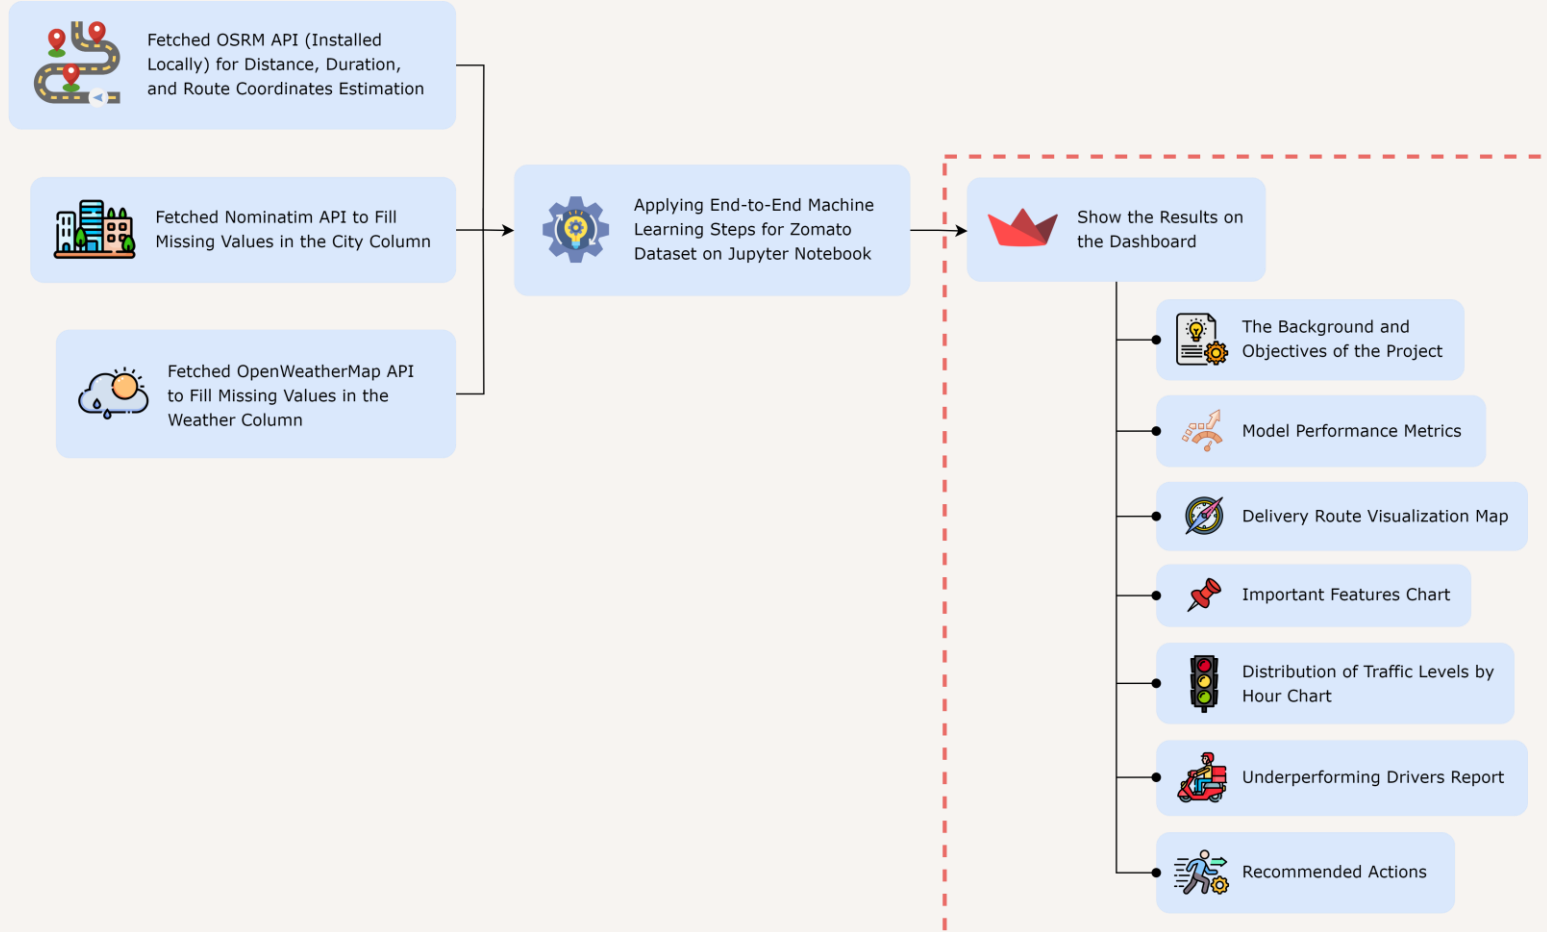 Fetched OSRM API (Installed
Locally) for Distance, Duration,
and Route Coordinates Estimation
Fetched Nominatim API to Fill
Missing Values in the City Column
Fetched OpenWeatherMap API
to Fill Missing Values in the
Weather Column
Applying End-to-End Machine
Learning Steps for Zomato
Dataset on Jupyter Notebook
Show the Results on
the Dashboard
The Background and
Objectives of the Project
Model Performance Metrics
Delivery Route Visualization Map
Important Features Chart
Distribution of Traffic Levels by
Hour Chart
Underperforming Drivers Report
Recommended Actions